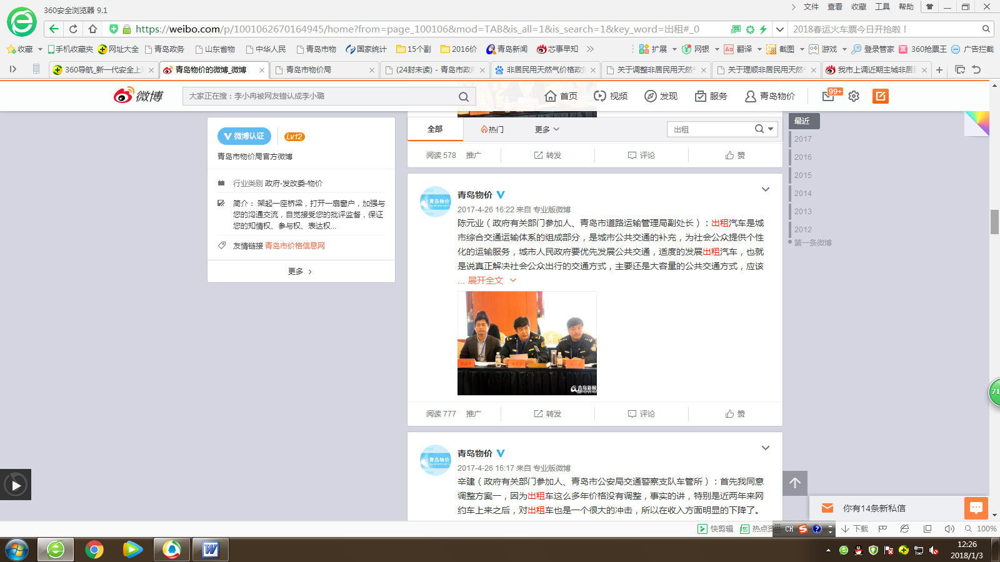 360安全浏览器 9.1
文件 查看 收藏 工具 帮助
https://weibo.com/p/1001062670164945/home?from=page_100106&mod=TAB&is_all=1&is_search=1&key_word=出租#_0
2018春运火车票今日开抢啦！
收藏 手机收藏夹 网址大全 青岛政务 山东省物 中华人民 青岛市物 国家统计 15个副 2016价 青岛新闻 芯事早知
扩展 网银 翻译 截图 游戏 登录管家 360抢票王 广告拦截
360导航_新一代安全上网
青岛物价的微博_微博
青岛市物价局
(24封未读) - 青岛市政府
非居民用天然气价格政策
关于调整非居民用天然气
关于理顺非居民用天然气
我市上调近期主城非居民
微博
大家正在搜：李小冉被网友错认成李小璐
首页 视频 发现 服务 青岛物价
99+
微博认证 Lv.12
青岛市物价局官方微博
行业类别 政府-发改委-物价
简介： 架起一座桥梁，打开一扇窗户，加强与
您的沟通交流，自觉接受您的批评监督，保证
您的知情权、参与权、表达权...
友情链接 青岛市价格信息网
更多
全部 热门 更多
出租
阅读 578 推广 转发 评论 赞
青岛物价
2017-4-26 16:22 来自 专业版微博
陈元业（政府有关部门参加人、青岛市道路运输管理局副处长）：出租汽车是城
市综合交通运输体系的组成部分，是城市公共交通的补充，为社会公众提供个性
化的运输服务，城市人民政府要优先发展公共交通，适度的发展出租汽车，也就
是说真正解决社会公众出行的交通方式，主要还是大容量的公共交通方式，应该
... 展开全文
青岛新闻
阅读 777 推广 转发 评论 赞
青岛物价
2017-4-26 16:17 来自 专业版微博
辛建（政府有关部门参加人、青岛市公安局交通警察支队车管所）：首先我同意
调整方案一，因为出租车这么多年价格没有调整，事实的讲，特别是近两年来网
约车上来之后，对出租车也是一个很大的冲击，所以在收入方面明显的下降了。
最近
2017
2016
2015
2014
2013
2012
第一条微博
71
你有14条新私信
快剪辑 热点资
CH
下载
100%
12:26
2018/1/3